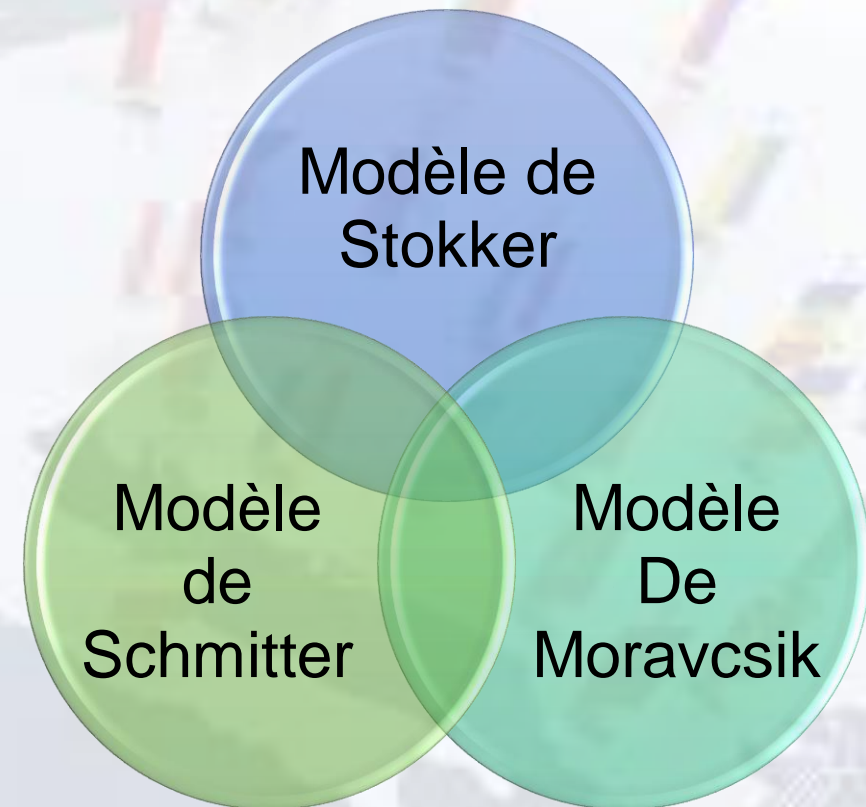 Modèle de
Stokker
Modèle
de
Schmitter
Modèle
De
Moravcsik